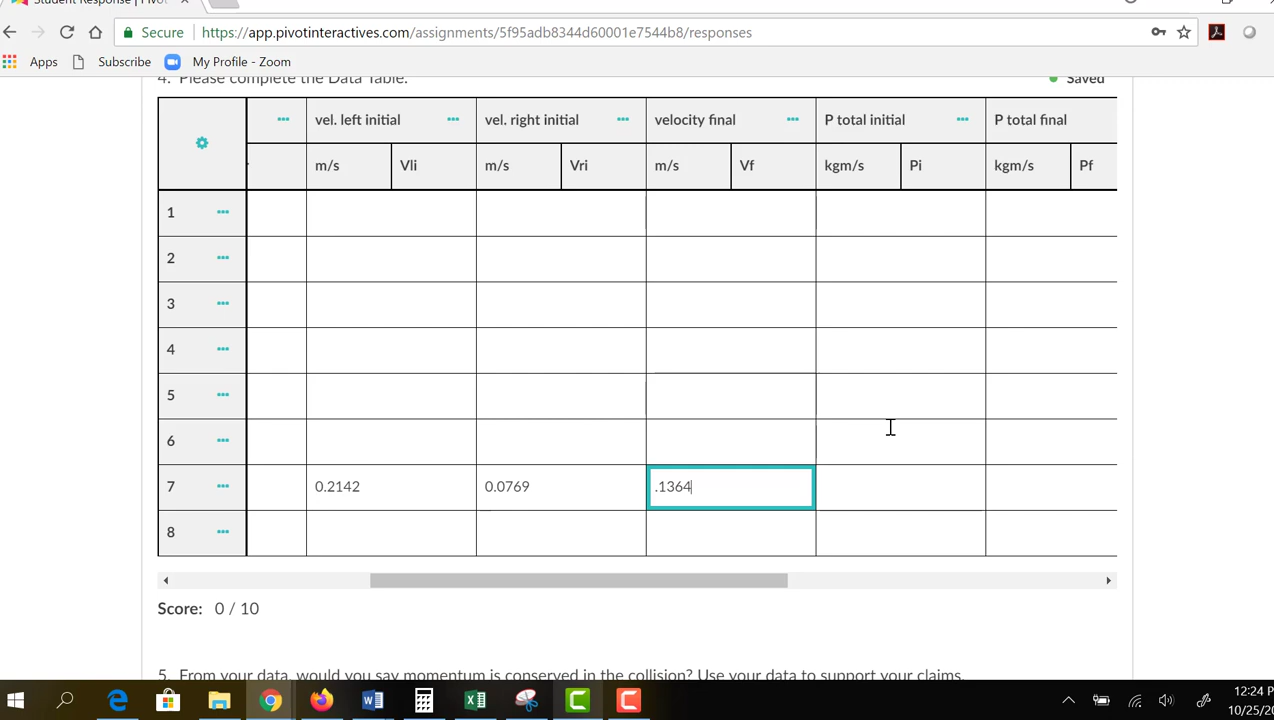 Student Response | Pivot
Secure https://app.pivotinteractives.com/assignments/5f95adb8344d60001e7544b8/responses
Apps Subscribe My Profile - Zoom
4. Please complete the Data Table. Saved
vel. left initial vel. right initial velocity final P total initial P total final
m/s Vli m/s Vri m/s Vf kgm/s Pi kgm/s Pf
1
2
3
4
5
6
7 0.2142 0.0769 .1364
8
Score: 0 / 10
5. From your data, would you say momentum is conserved in the collision? Use your data to support your claims.
12:24 P
10/25/20